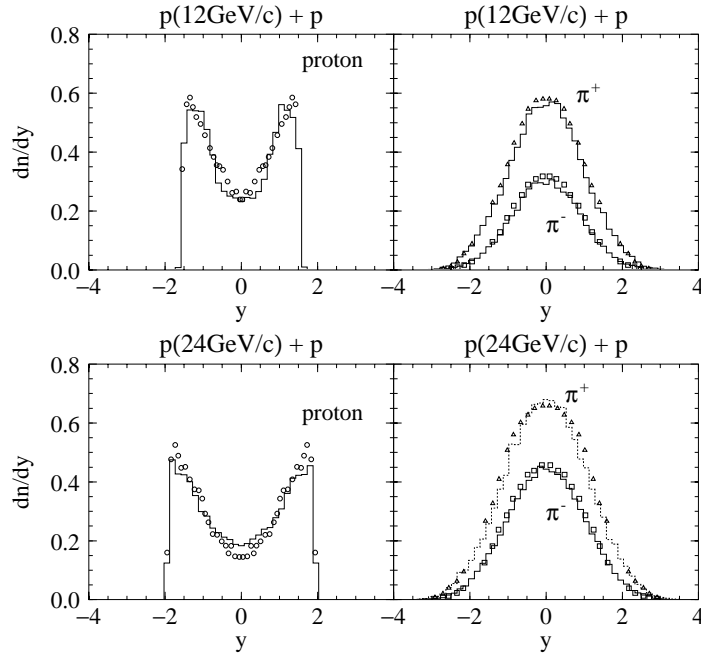 p(12GeV/c) + p p(12GeV/c) + p
0.8
proton
π⁺
0.6
dn/dy
0.4
0.2
π⁻
0.0
−4 −2 0 2 −4 −2 0 2 4
y y
p(24GeV/c) + p p(24GeV/c) + p
0.8
π⁺
proton
0.6
dn/dy
0.4
π⁻
0.2
0.0
−4 −2 0 2 −4 −2 0 2 4
y y